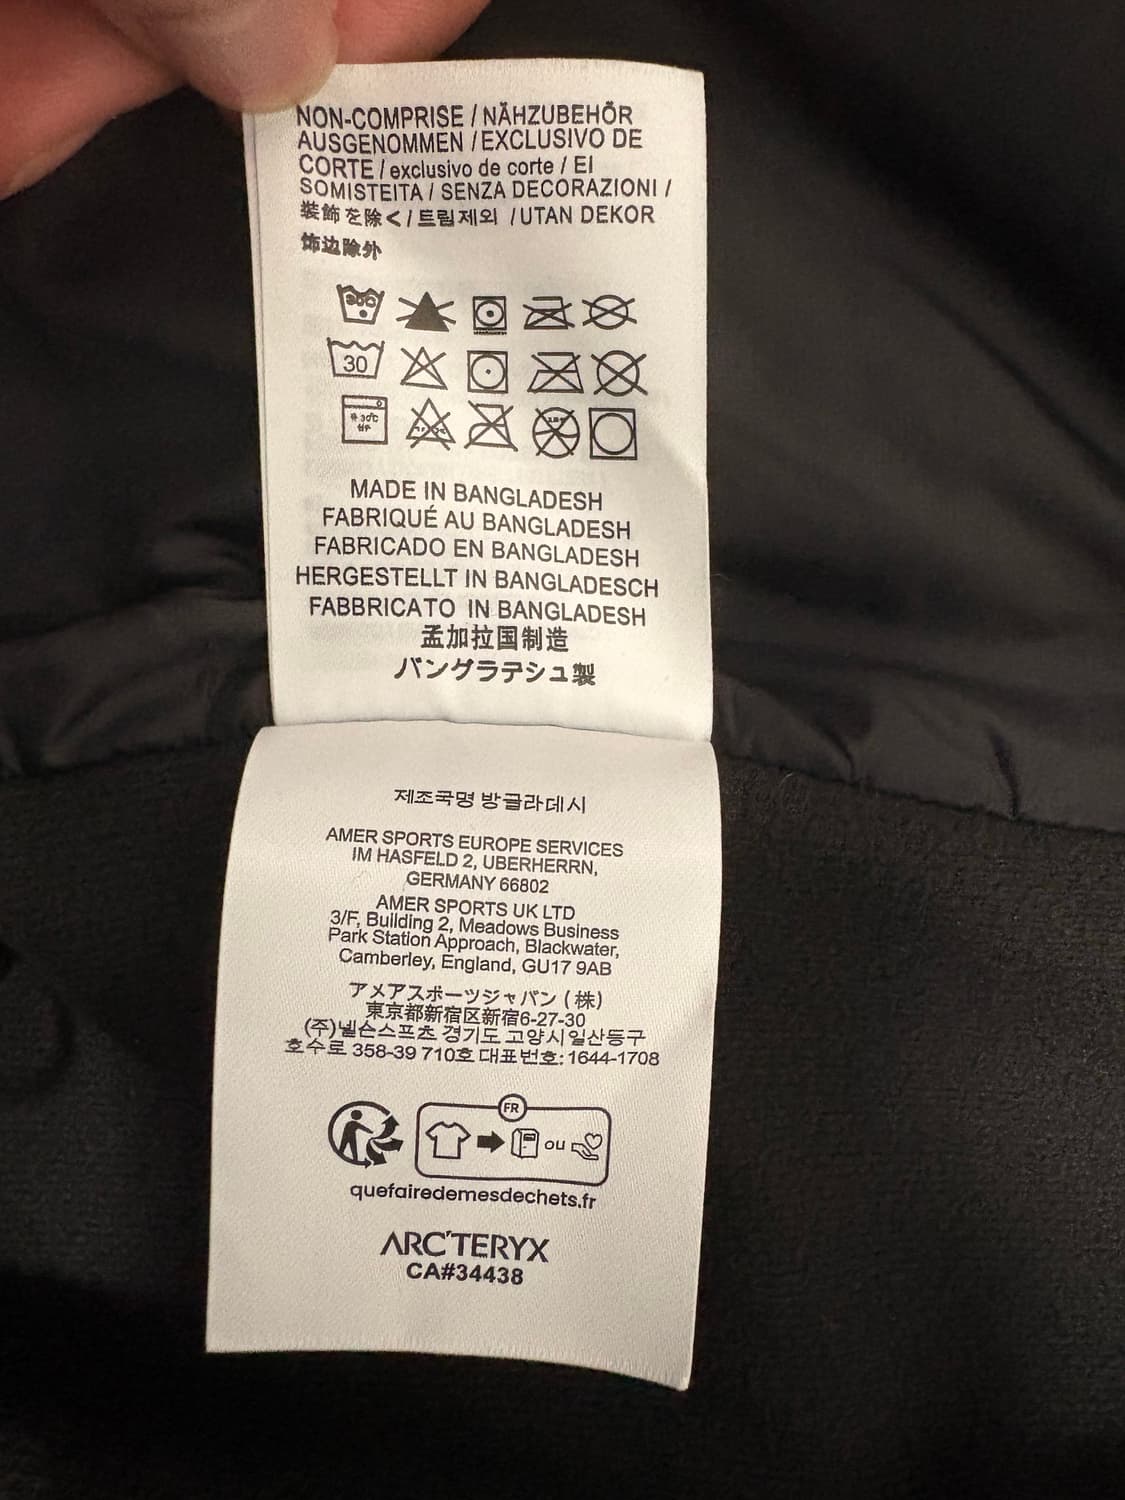 NON-COMPRISE / NÄHZUBEHÖR
AUSGENOMMEN / EXCLUSIVO DE
CORTE / exclusivo de corte / EI
SOMISTEITA / SENZA DECORAZIONI /
装飾を除く / 트림제외 / UTAN DEKOR
饰边除外
30
MADE IN BANGLADESH
FABRIQUÉ AU BANGLADESH
FABRICADO EN BANGLADESH
HERGESTELLT IN BANGLADESCH
FABBRICATO IN BANGLADESH
孟加拉国制造
バングラデシュ製
제조국명 방글라데시
AMER SPORTS EUROPE SERVICES
IM HASFELD 2, UBERHERRN,
GERMANY 66802
AMER SPORTS UK LTD
3/F, Building 2, Meadows Business
Park Station Approach, Blackwater,
Camberley, England, GU17 9AB
アメアスポーツジャパン (株)
東京都新宿区新宿6-27-30
(주)넬슨스포츠 경기도 고양시일산동구
호수로 358-39 710호 대표번호: 1644-1708
FR
ou
quefairedemesdechets.fr
ARC'TERYX
CA#34438